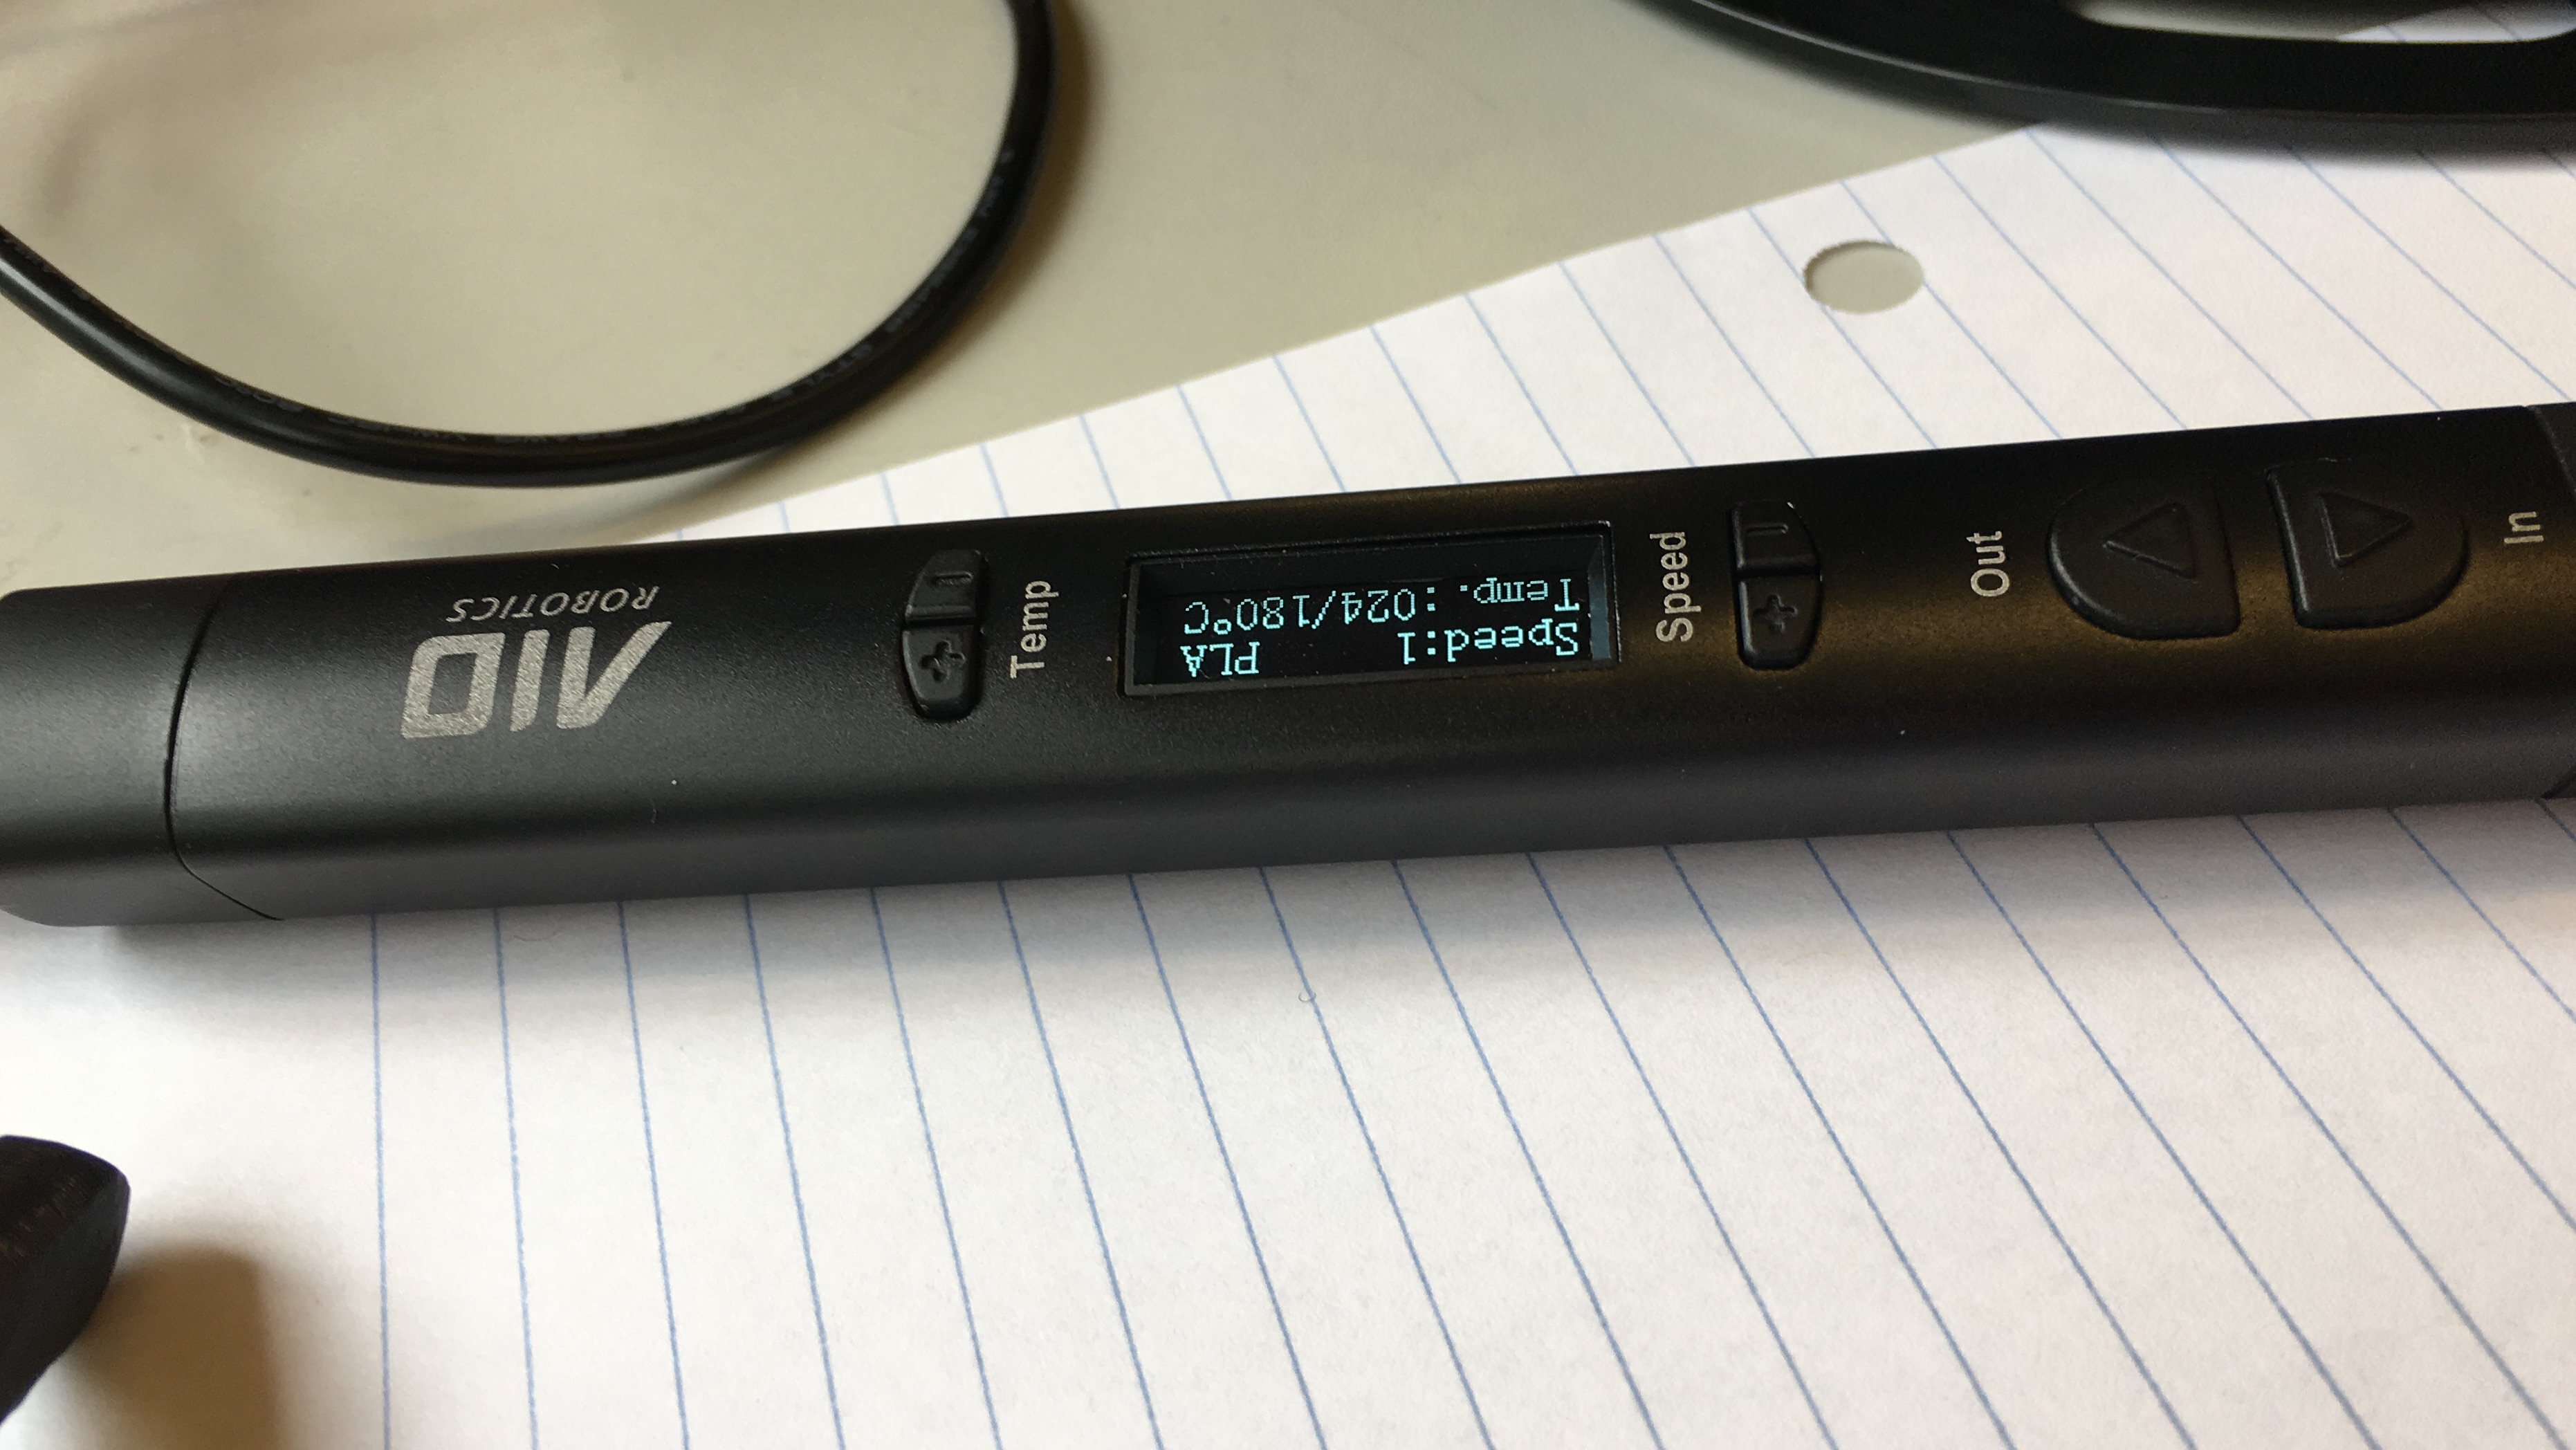 AIO
ROBOTICS
Temp
+ -
Speed:1 PLA
Temp.:024/180°C
Speed
+ -
Out
In